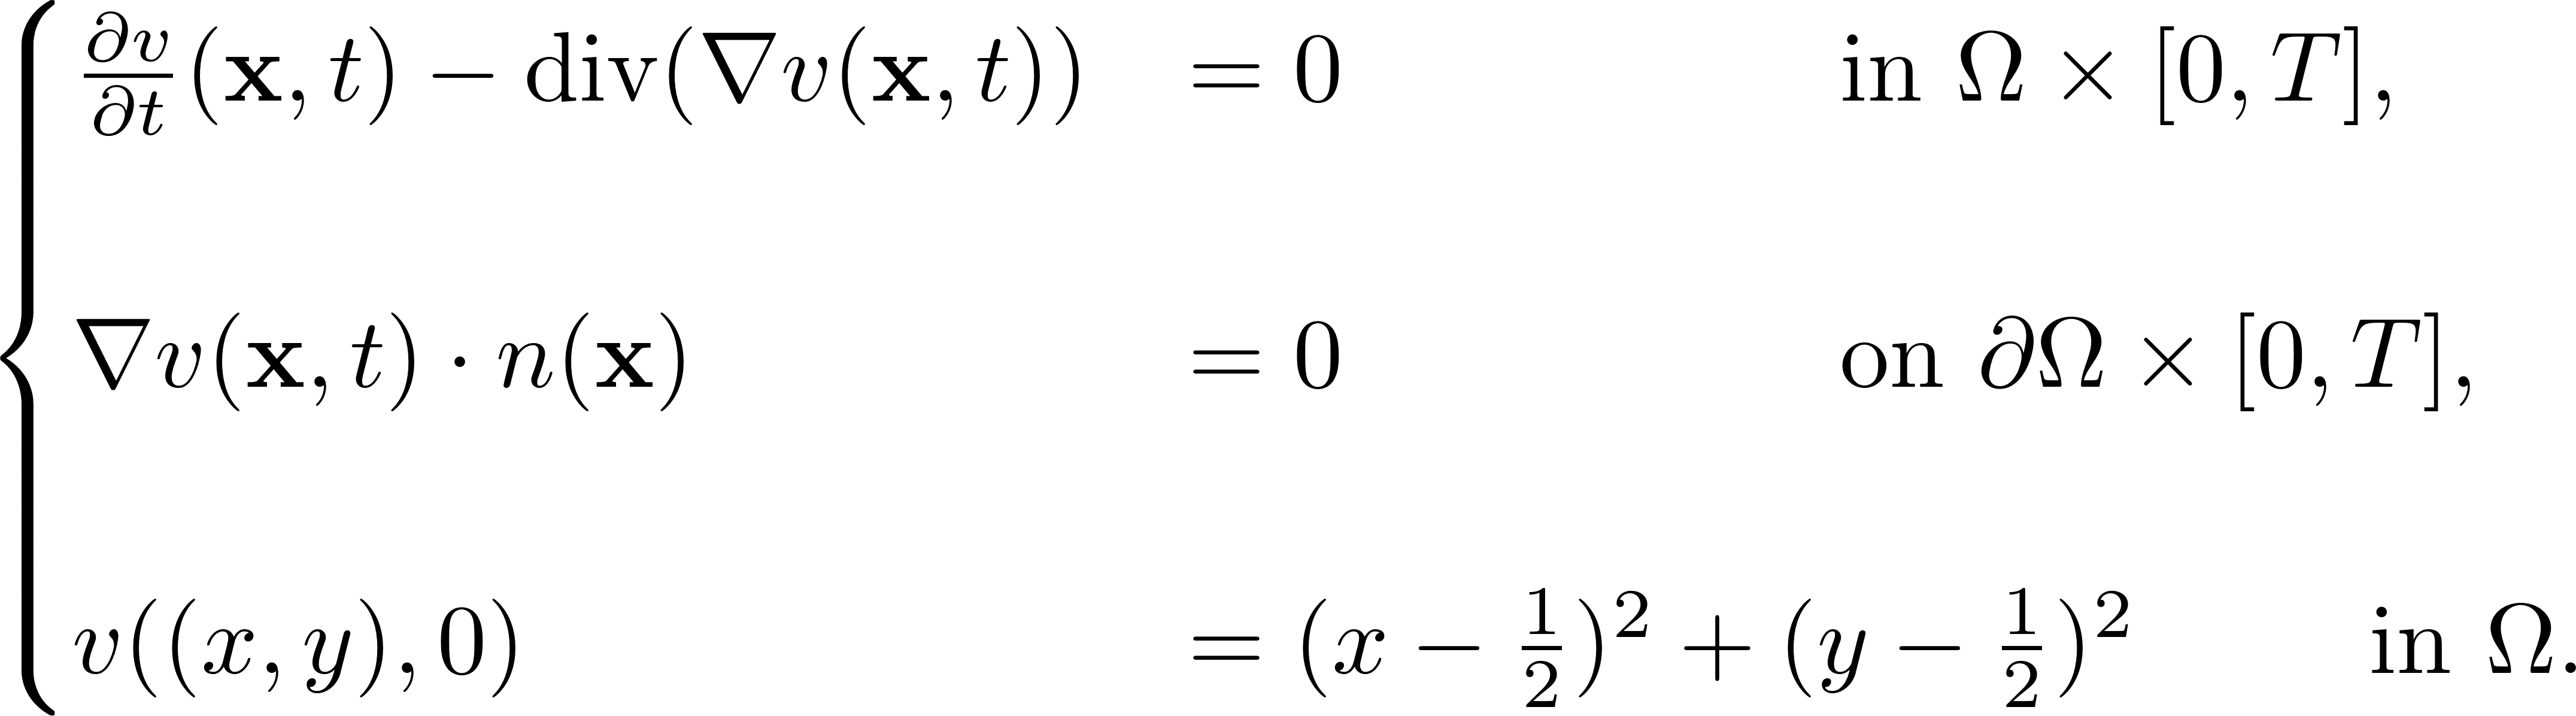 ∂v/∂t(𝐱, t) − div(∇v(𝐱, t)) = 0 in Ω × [0, T],
∇v(𝐱, t) · n(𝐱) = 0 on ∂Ω × [0, T],
v((x, y), 0) = (x − 1/2)² + (y − 1/2)² in Ω.